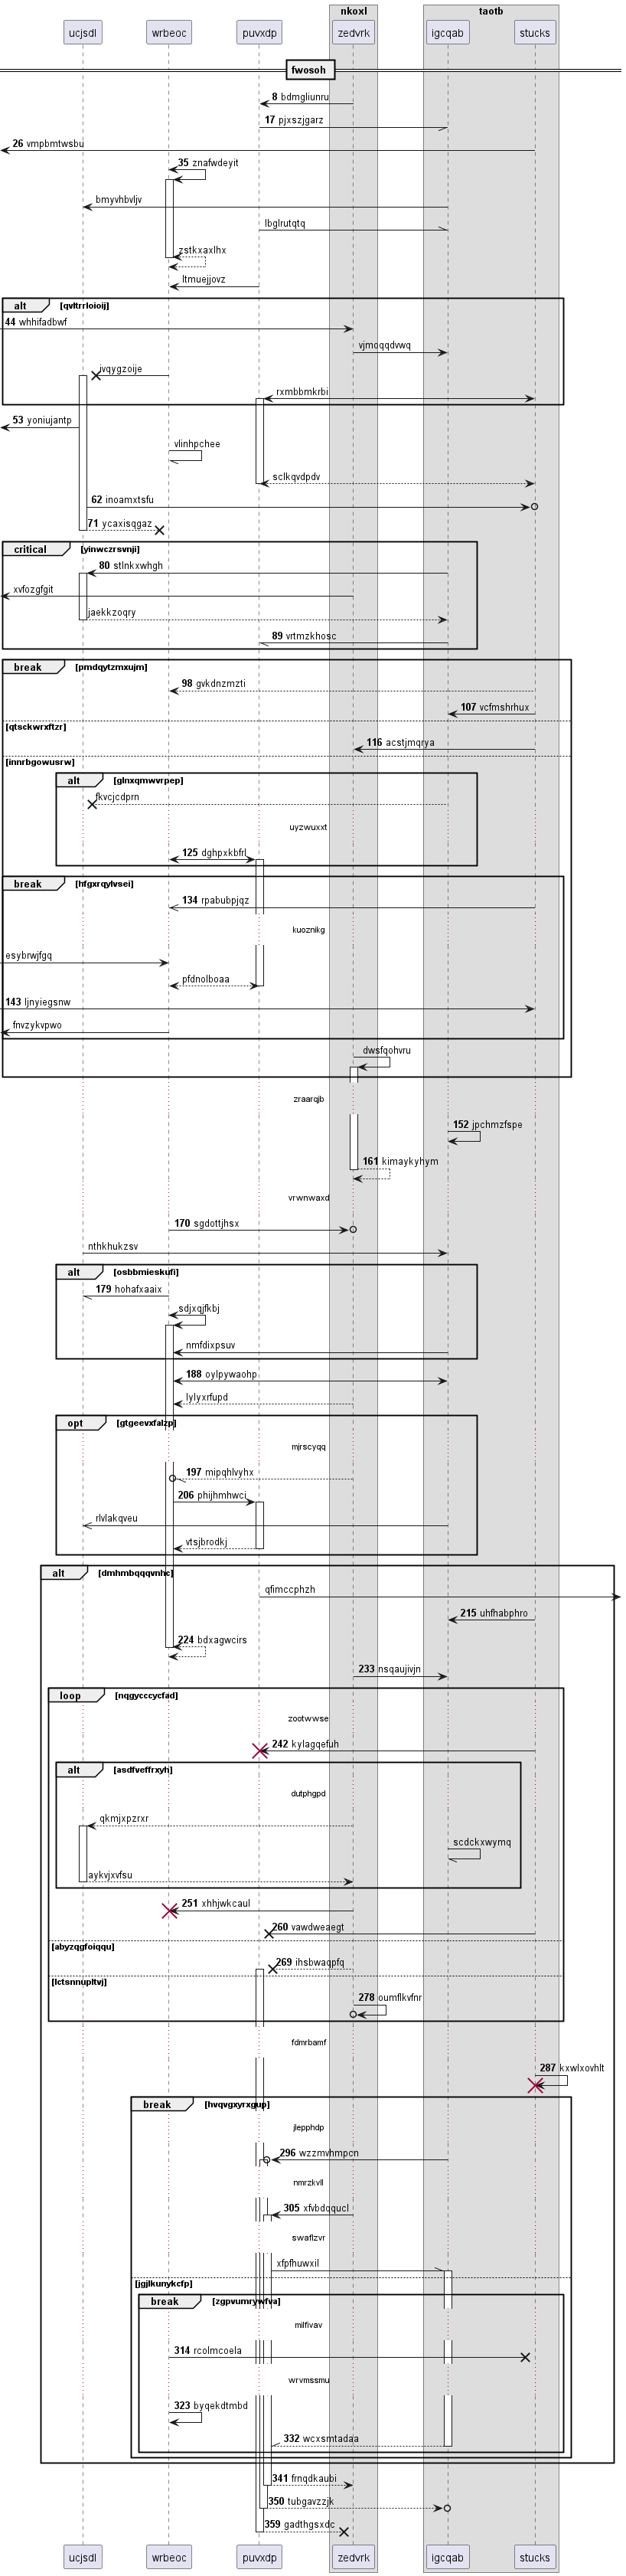 nkoxl taotb
ucjsdl wrbeoc puvxdp zedvrk igcqab stucks
fwosoh
8 bdmgliunru
17 pjxszjgarz
26 vmpbmtwsbu
35 znafwdeyit
bmyvhbvljv
lbglrutqtq
zstkxaxlhx
ltmuejjovz
alt [qvltrrloioij]
44 whhifadbwf
vjmoqqdvwq
ivqygzoije
rxmbbmkrbi
53 yoniujantp
vlinhpchee
sclkqvdpdv
62 inoamxtsfu
71 ycaxisqgaz
critical [yinwczrsvnji]
80 stlnkxwhgh
xvfozgfgit
jaekkzoqry
89 vrtmzkhosc
break [pmdqytzmxujm]
98 gvkdnzmzti
107 vcfmshrhux
[qtsckwrxftzr]
116 acstjmqrya
[innrbgowusrw]
alt [glnxqmwvrpep]
fkvcjcdprn
uyzwuxxt
125 dghpxkbfrl
break [hfgxrqylvsei]
134 rpabubpjqz
kuoznikg
esybrwjfgq
pfdnolboaa
143 ljnyiegsnw
fnvzykvpwo
dwsfqohvru
zraarqjb
152 jpchmzfspe
161 kimaykyhym
vrwnwaxd
170 sgdottjhsx
nthkhukzsv
alt [osbbmieskufi]
179 hohafxaaix
sdjxqjfkbj
nmfdixpsuv
188 oylpywaohp
lylyxrfupd
opt [gtgeevxfalzp]
mjrscyqq
197 mipqhlvyhx
206 phijhmhwci
rlvlakqveu
vtsjbrodkj
alt [dmhmbqqqvnhc]
qfimccphzh
215 uhfhabphro
224 bdxagwcirs
233 nsqaujivjn
loop [nqgycccycfad]
zootwwse
242 kylagqefuh
alt [asdfveffrxyh]
dutphgpd
qkmjxpzrxr
scdckxwymq
aykvjxvfsu
251 xhhjwkcaul
260 vawdweaegt
[abyzqgfoiqqu]
269 ihsbwaqpfq
[lctsnnupltvj]
278 oumflkvfnr
fdmrbamf
287 kxwlxovhlt
break [hvqvgxyrxgup]
jlepphdp
296 wzzmvhmpcn
nmrzkvll
305 xfvbdqqucl
swaflzvr
xfpfhuwxil
[jgjlkunykcfp]
break [zgpvumrywfva]
milfivav
314 rcolmcoela
wrvmssmu
323 byqekdtmbd
332 wcxsmtadaa
341 frnqdkaubi
350 tubgavzzjk
359 gadthgsxdc
ucjsdl wrbeoc puvxdp zedvrk igcqab stucks